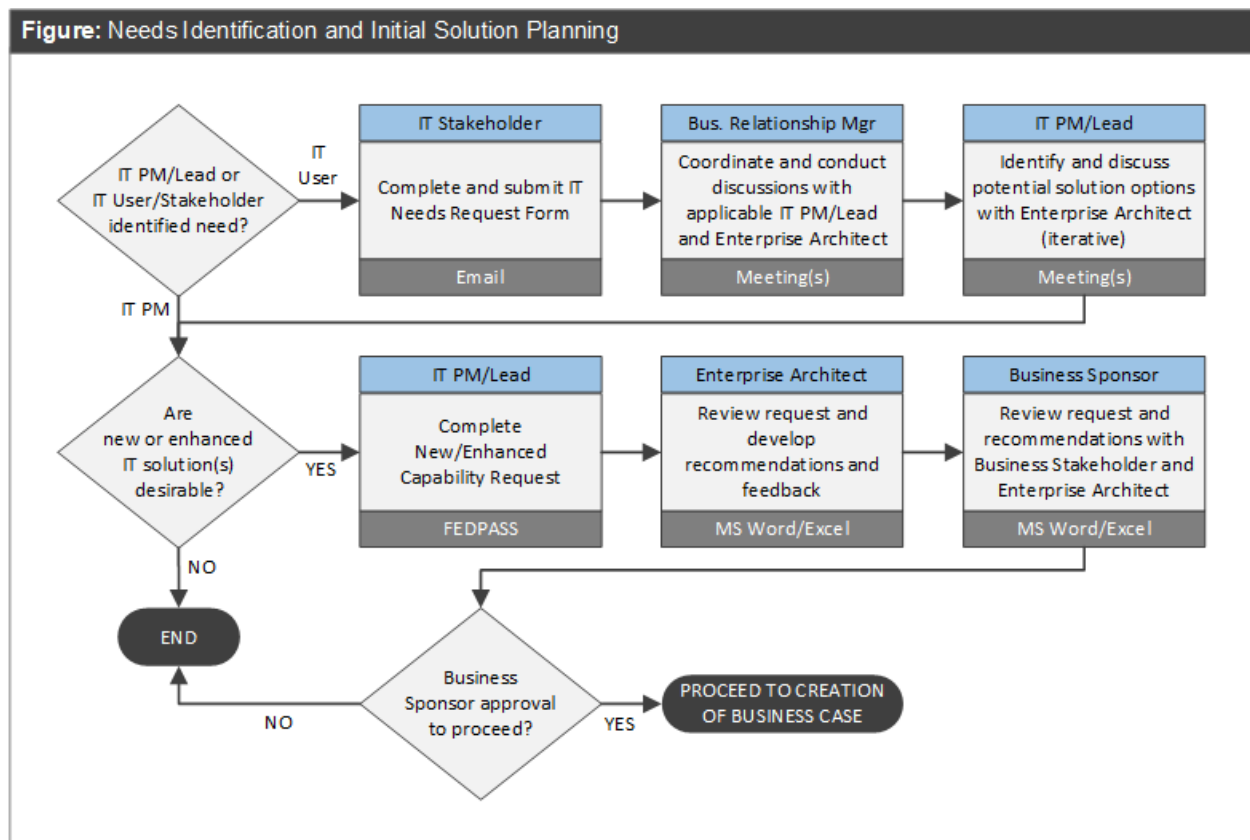 Figure: Needs Identification and Initial Solution Planning
IT PM/Lead or
IT User/Stakeholder
identified need?
IT
User
IT Stakeholder
Complete and submit IT
Needs Request Form
Email
Bus. Relationship Mgr
Coordinate and conduct
discussions with
applicable IT PM/Lead
and Enterprise Architect
Meeting(s)
IT PM/Lead
Identify and discuss
potential solution options
with Enterprise Architect
(iterative)
Meeting(s)
IT PM
Are
new or enhanced
IT solution(s)
desirable?
YES
IT PM/Lead
Complete
New/Enhanced
Capability Request
FEDPASS
Enterprise Architect
Review request and
develop
recommendations and
feedback
MS Word/Excel
Business Sponsor
Review request and
recommendations with
Business Stakeholder and
Enterprise Architect
MS Word/Excel
NO
END
Business
Sponsor approval
to proceed?
NO
YES
PROCEED TO CREATION
OF BUSINESS CASE